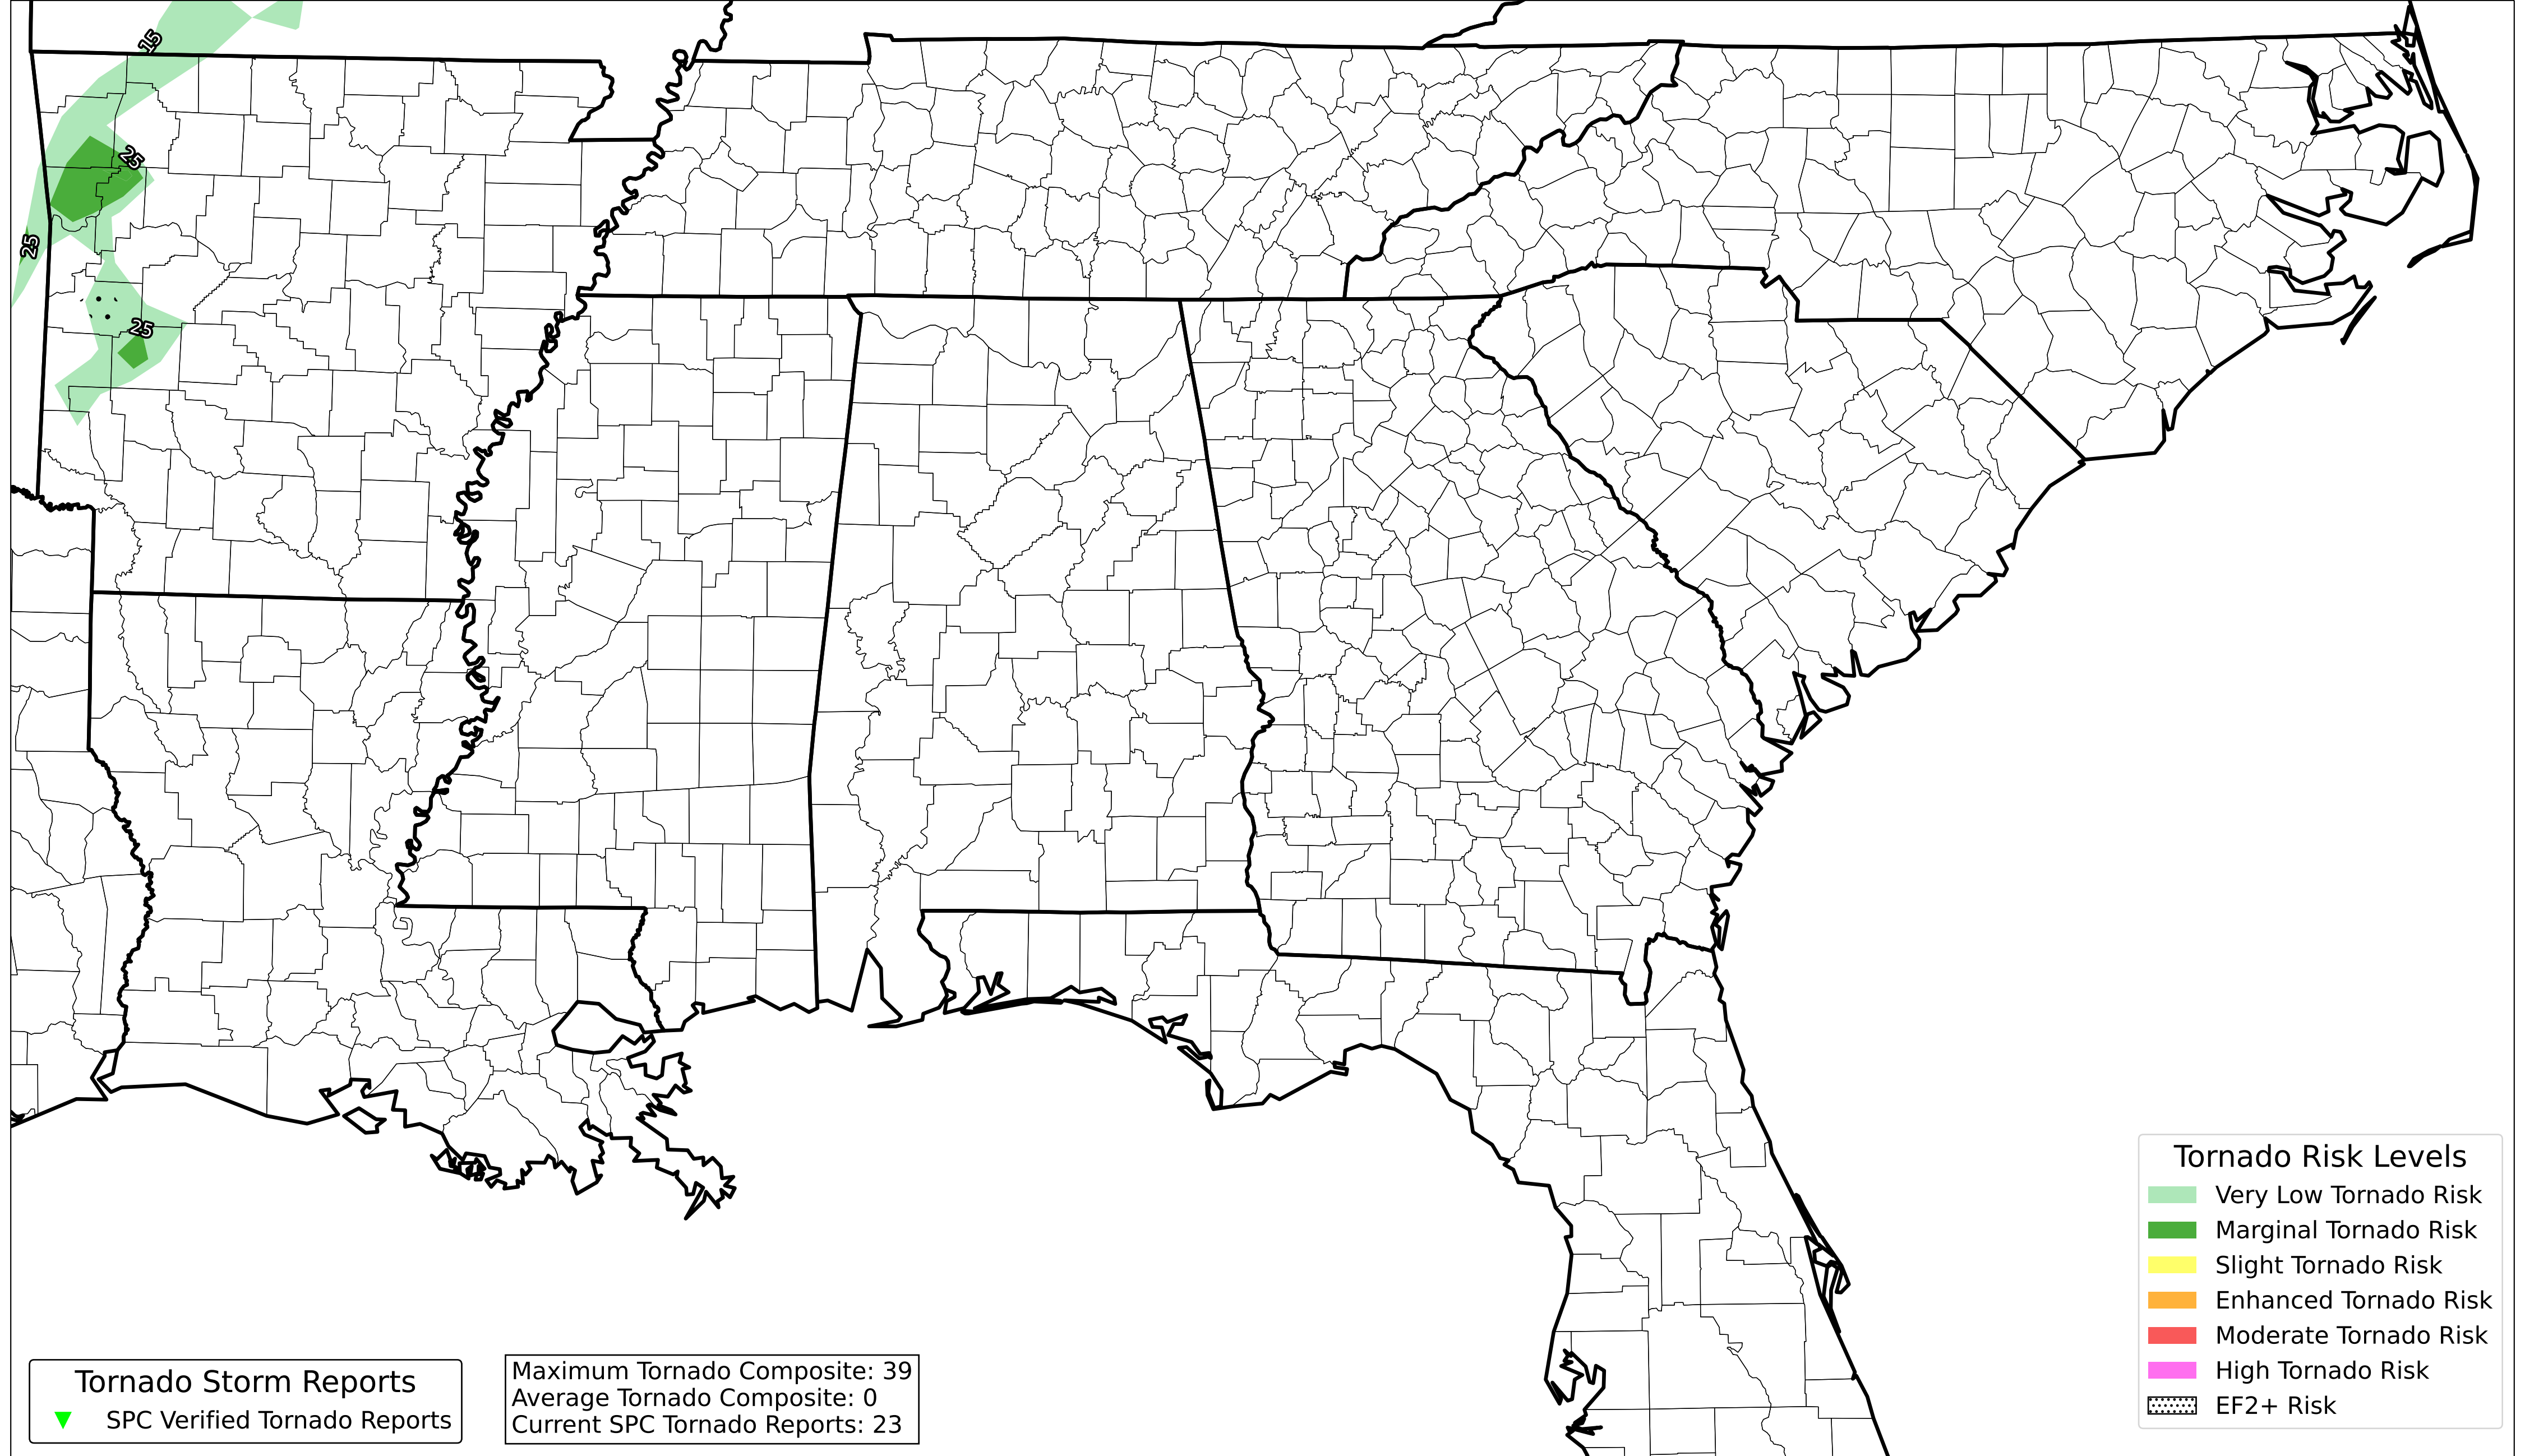 15
25
25
25
Tornado Risk Levels
Very Low Tornado Risk
Marginal Tornado Risk
Slight Tornado Risk
Enhanced Tornado Risk
Moderate Tornado Risk
High Tornado Risk
EF2+ Risk
Tornado Storm Reports
SPC Verified Tornado Reports
Maximum Tornado Composite: 39
Average Tornado Composite: 0
Current SPC Tornado Reports: 23